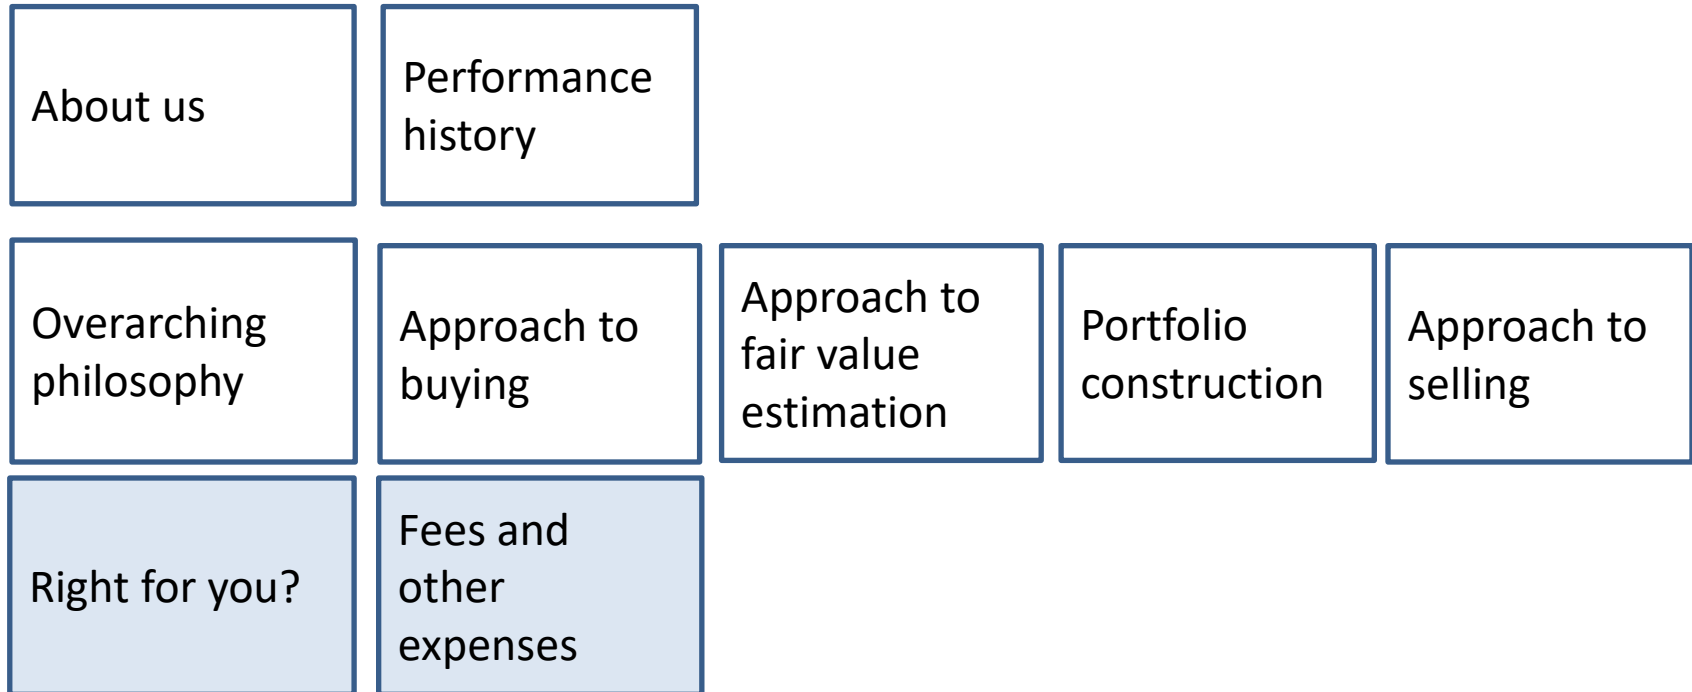 About us
Performance
history
Overarching
philosophy
Approach to
buying
Approach to
fair value
estimation
Portfolio
construction
Approach to
selling
Right for you?
Fees and
other
expenses